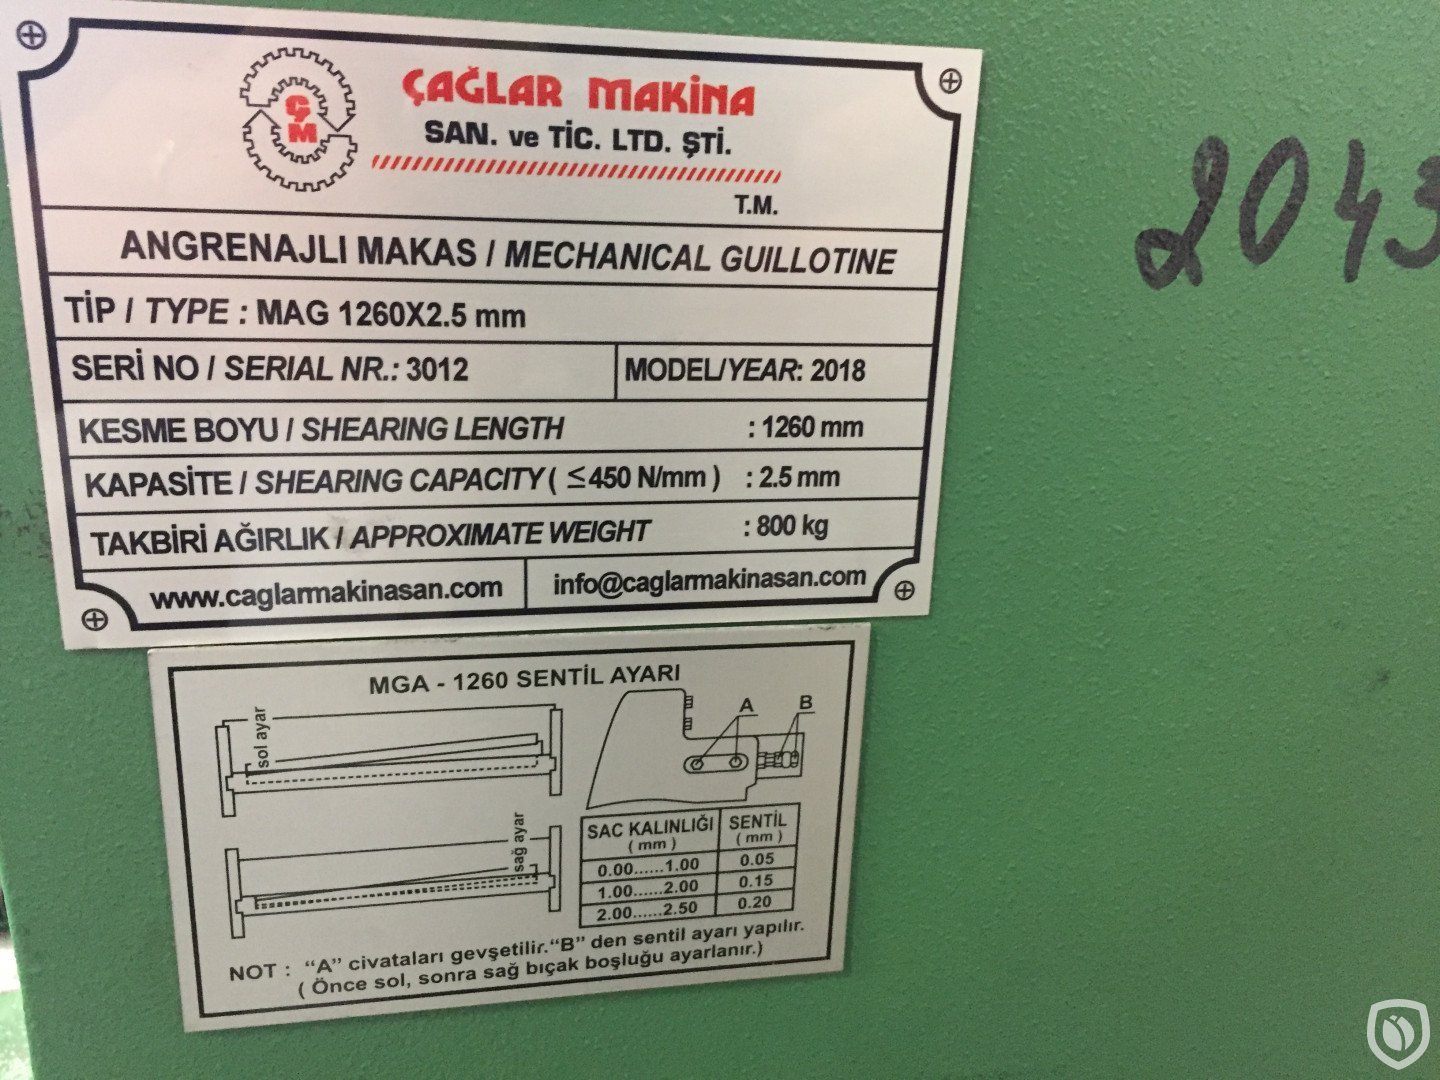 ÇM
ÇAĞLAR MAKİNA
SAN. ve TİC. LTD. ŞTİ.
T.M.
ANGRENAJLI MAKAS / MECHANICAL GUILLOTINE
TİP / TYPE : MAG 1260X2.5 mm
SERİ NO / SERIAL NR.: 3012
MODEL/YEAR: 2018
KESME BOYU / SHEARING LENGTH : 1260 mm
KAPASİTE / SHEARING CAPACITY ( ≤450 N/mm ) : 2.5 mm
TAKBİRİ AĞIRLIK / APPROXIMATE WEIGHT : 800 kg
www.caglarmakinasan.com
info@caglarmakinasan.com
2043
MGA - 1260 SENTİL AYARI
sol ayar
A B
sağ ayar
SAC KALINLIĞI SENTİL
( mm ) ( mm )
0.00......1.00 0.05
1.00......2.00 0.15
2.00......2.50 0.20
NOT : "A" civataları gevşetilir."B" den sentil ayarı yapılır.
( Önce sol, sonra sağ bıçak boşluğu ayarlanır.)